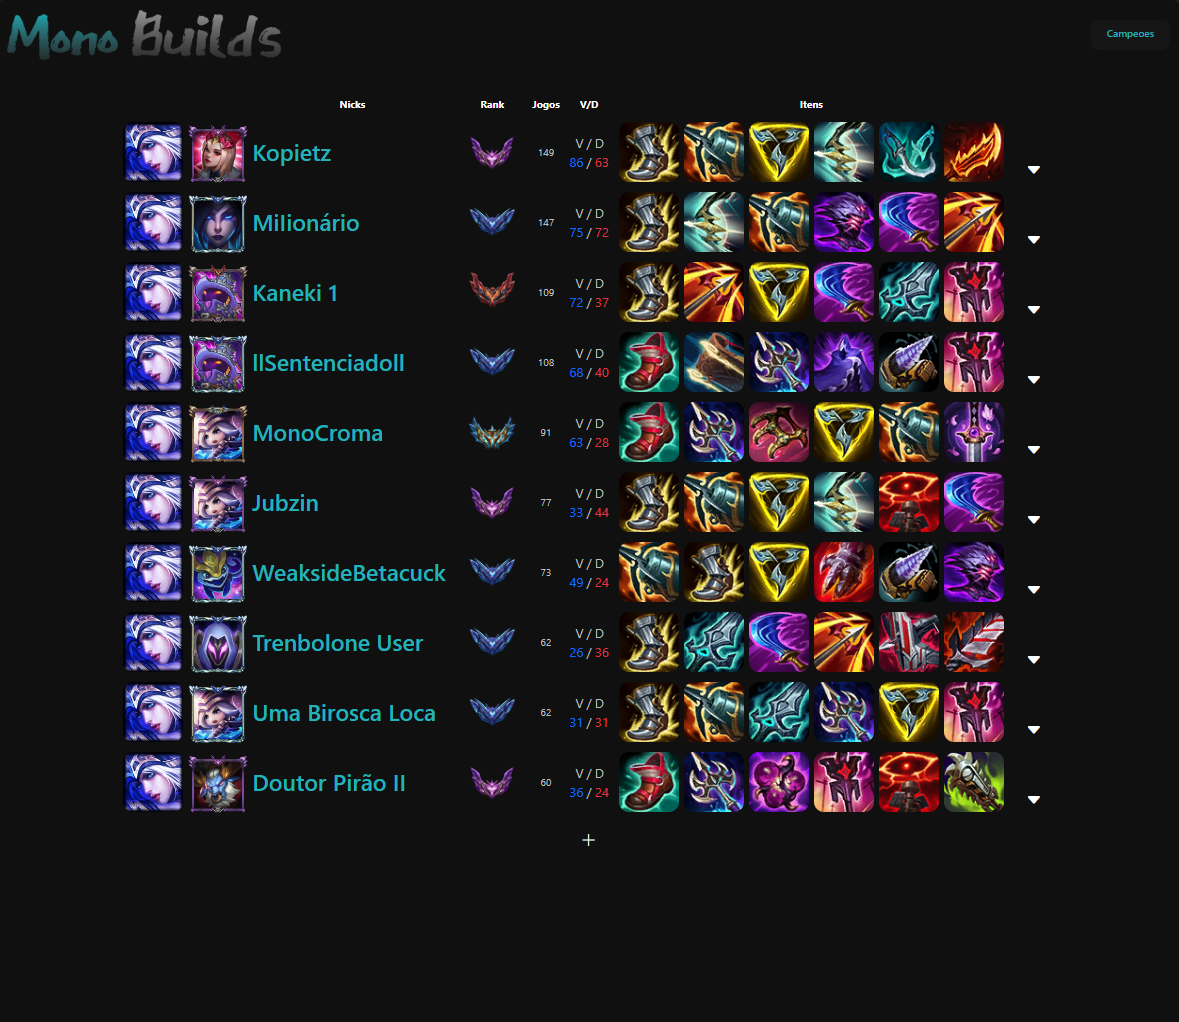 Mono Builds
Campeoes
Nicks Rank Jogos V/D Itens
Kopietz 149 V / D
86 / 63
Milionário 147 V / D
75 / 72
Kaneki 1 109 V / D
72 / 37
llSentenciadoll 108 V / D
68 / 40
MonoCroma 91 V / D
63 / 28
Jubzin 77 V / D
33 / 44
WeaksideBetacuck 73 V / D
49 / 24
Trenbolone User 62 V / D
26 / 36
Uma Birosca Loca 62 V / D
31 / 31
Doutor Pirão II 60 V / D
36 / 24
+